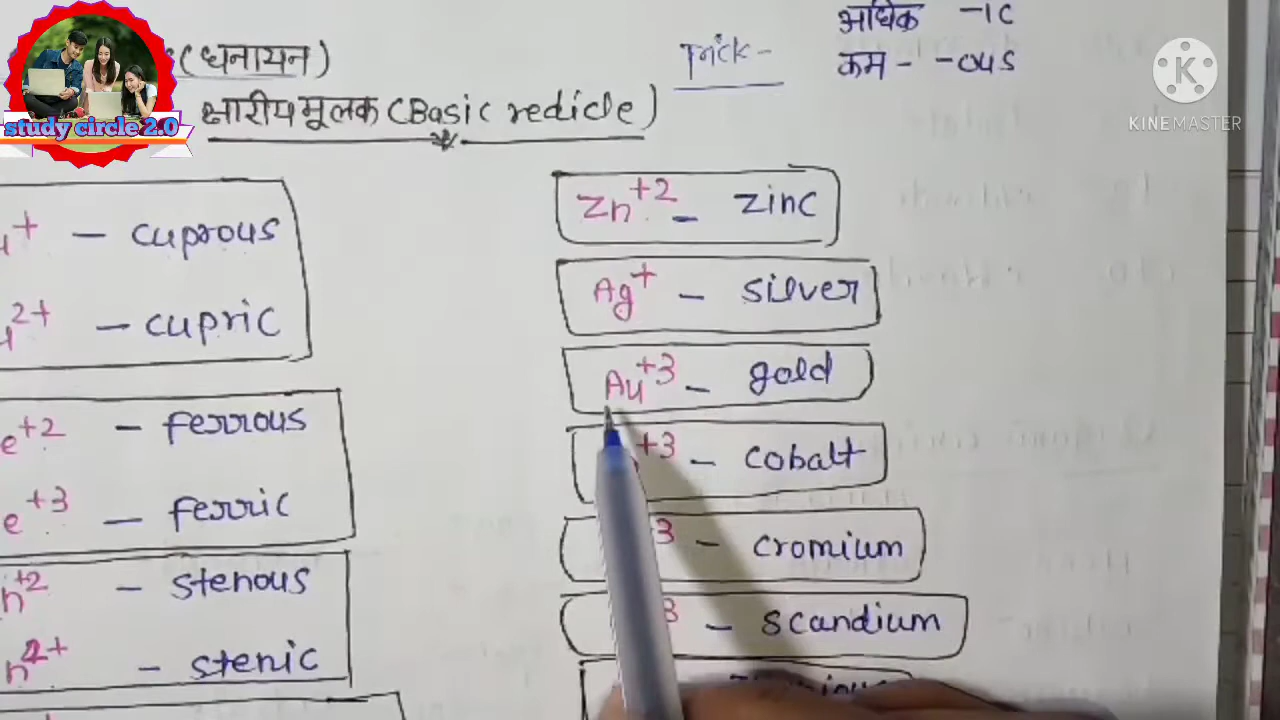 (धनायन)
Trick-
अधिक -ic
कम- -ous
क्षारीय मूलक (Basic redicle)
study circle 2.0
KINEMASTER
u+ - cuprous
u2+ - cupric
e+2 - ferrous
e+3 - ferric
n+2 - stenous
n2+ - stenic
Zn+2 - zinc
Ag+ - silver
Au+3 - gold
+3 - cobalt
3 - cromium
3 - scandium